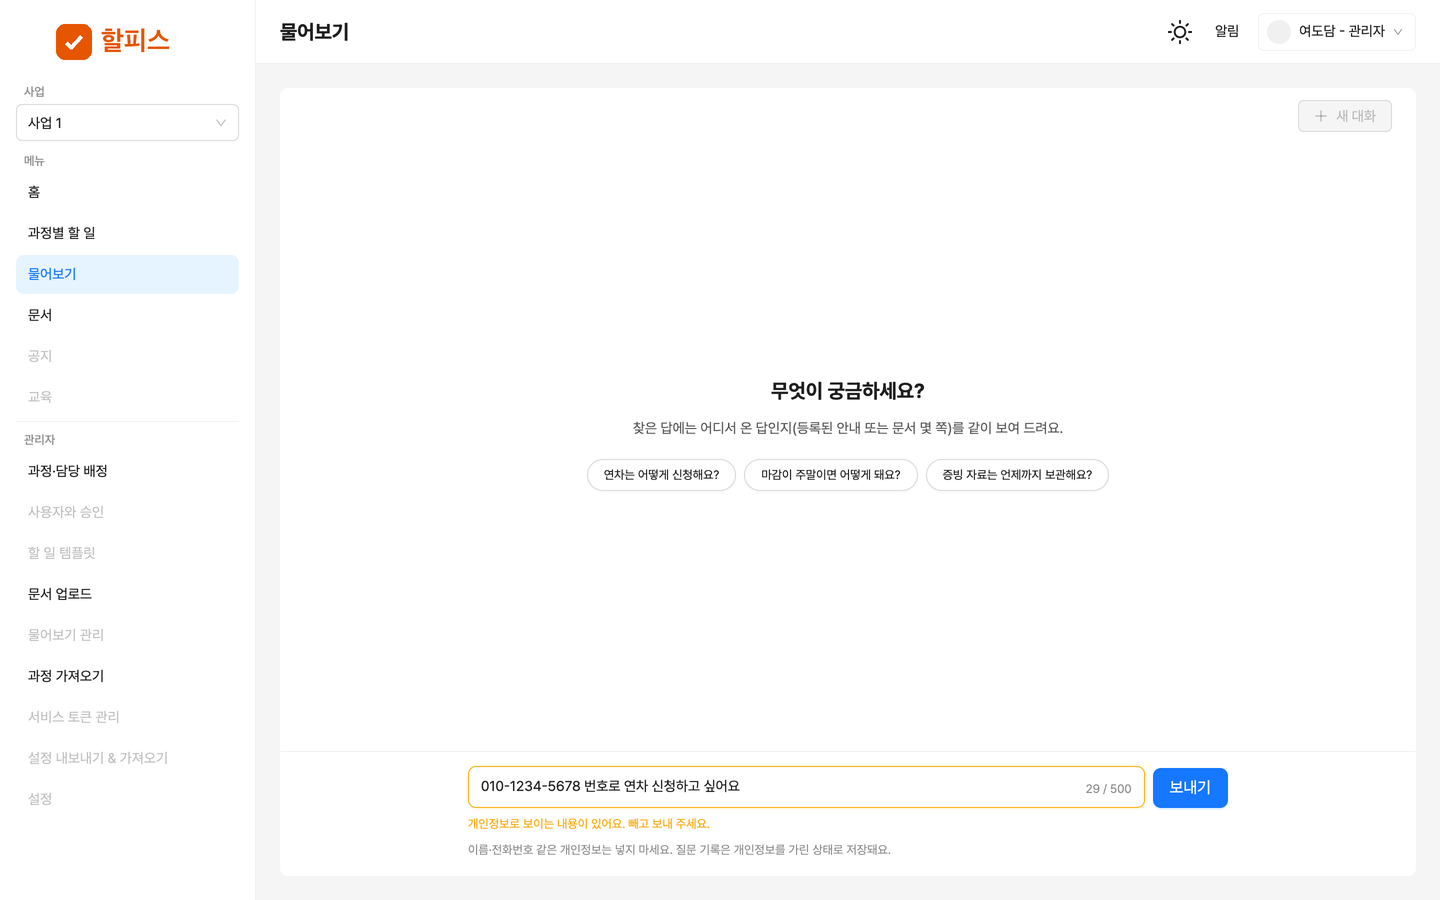 할피스
사업
사업 1
메뉴
홈
과정별 할 일
물어보기
문서
공지
교육
관리자
과정·담당 배정
사용자와 승인
할 일 템플릿
문서 업로드
물어보기 관리
과정 가져오기
서비스 토큰 관리
설정 내보내기 & 가져오기
설정
물어보기
알림
여도담 - 관리자
새 대화
무엇이 궁금하세요?
찾은 답에는 어디서 온 답인지(등록된 안내 또는 문서 몇 쪽)를 같이 보여 드려요.
연차는 어떻게 신청해요?
마감이 주말이면 어떻게 돼요?
증빙 자료는 언제까지 보관해요?
010-1234-5678 번호로 연차 신청하고 싶어요
29 / 500
보내기
개인정보로 보이는 내용이 있어요. 빼고 보내 주세요.
이름·전화번호 같은 개인정보는 넣지 마세요. 질문 기록은 개인정보를 가린 상태로 저장돼요.